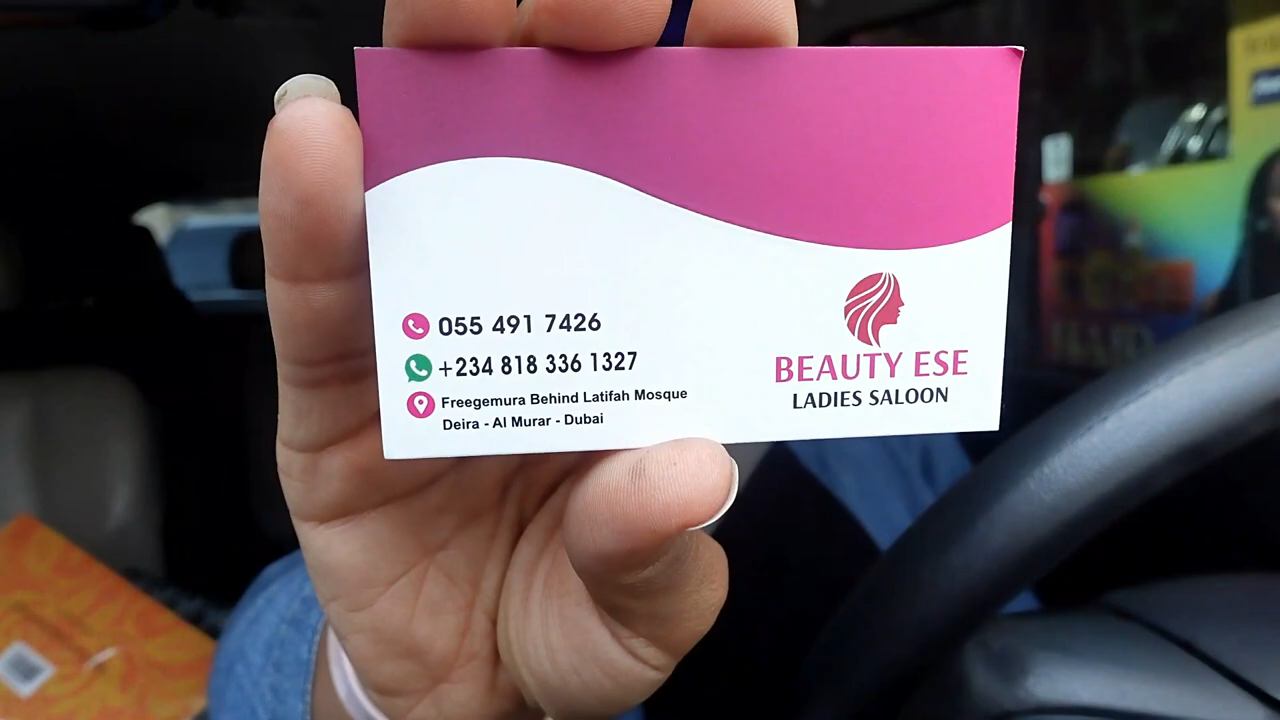 055 491 7426
+234 818 336 1327
Freegemura Behind Latifah Mosque
Deira - Al Murar - Dubai
BEAUTY ESE
LADIES SALOON